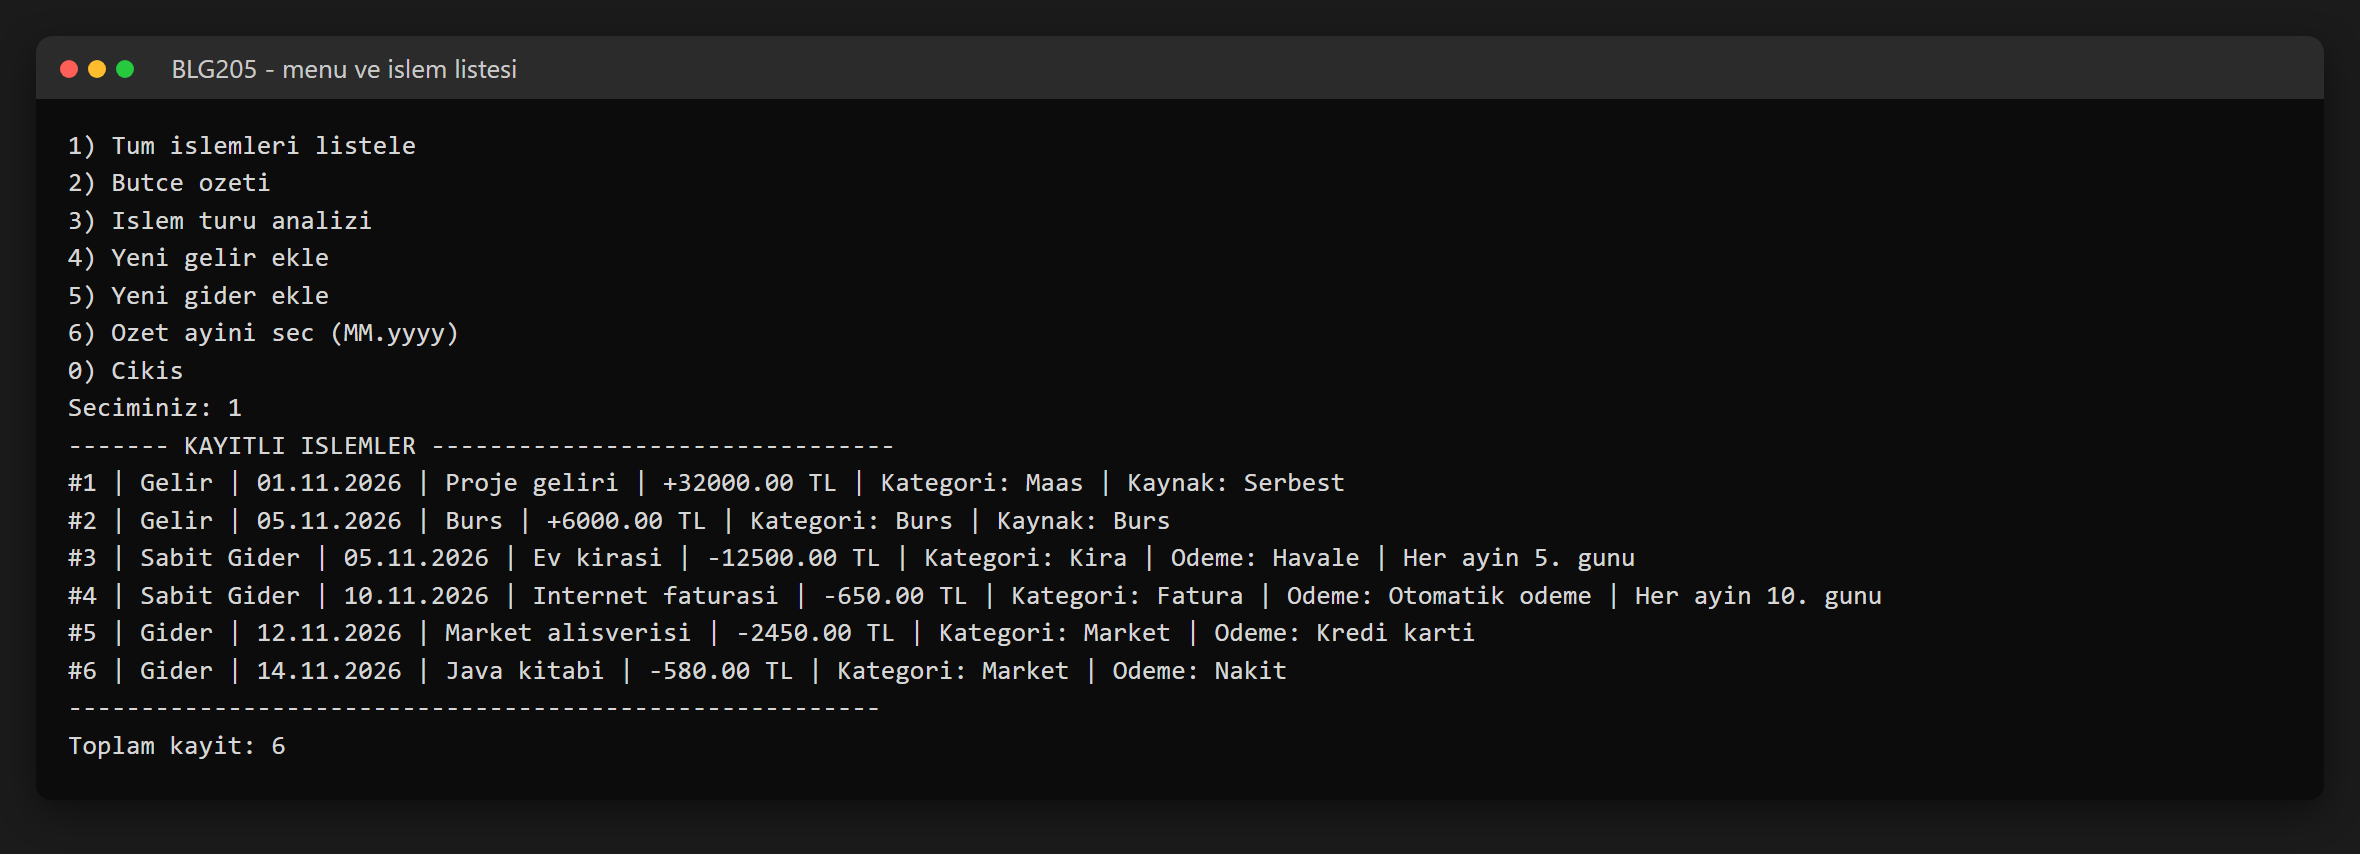 BLG205 - menu ve islem listesi
1) Tum islemleri listele
2) Butce ozeti
3) Islem turu analizi
4) Yeni gelir ekle
5) Yeni gider ekle
6) Ozet ayini sec (MM.yyyy)
0) Cikis
Seciminiz: 1
------- KAYITLI ISLEMLER --------------------------------
#1 | Gelir | 01.11.2026 | Proje geliri | +32000.00 TL | Kategori: Maas | Kaynak: Serbest
#2 | Gelir | 05.11.2026 | Burs | +6000.00 TL | Kategori: Burs | Kaynak: Burs
#3 | Sabit Gider | 05.11.2026 | Ev kirasi | -12500.00 TL | Kategori: Kira | Odeme: Havale | Her ayin 5. gunu
#4 | Sabit Gider | 10.11.2026 | Internet faturasi | -650.00 TL | Kategori: Fatura | Odeme: Otomatik odeme | Her ayin 10. gunu
#5 | Gider | 12.11.2026 | Market alisverisi | -2450.00 TL | Kategori: Market | Odeme: Kredi karti
#6 | Gider | 14.11.2026 | Java kitabi | -580.00 TL | Kategori: Market | Odeme: Nakit
--------------------------------------------------------
Toplam kayit: 6